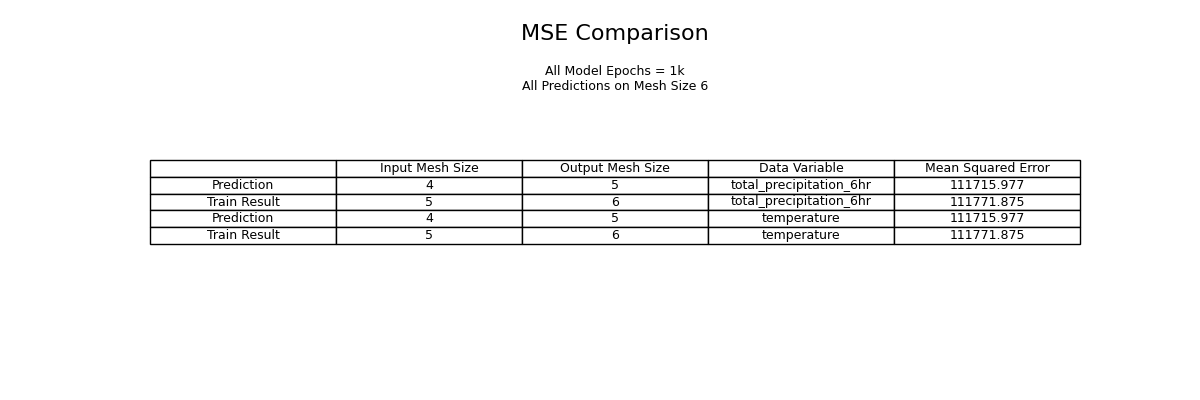 MSE Comparison
All Model Epochs = 1k
All Predictions on Mesh Size 6
Input Mesh Size Output Mesh Size Data Variable Mean Squared Error
Prediction 4 5 total_precipitation_6hr 111715.977
Train Result 5 6 total_precipitation_6hr 111771.875
Prediction 4 5 temperature 111715.977
Train Result 5 6 temperature 111771.875